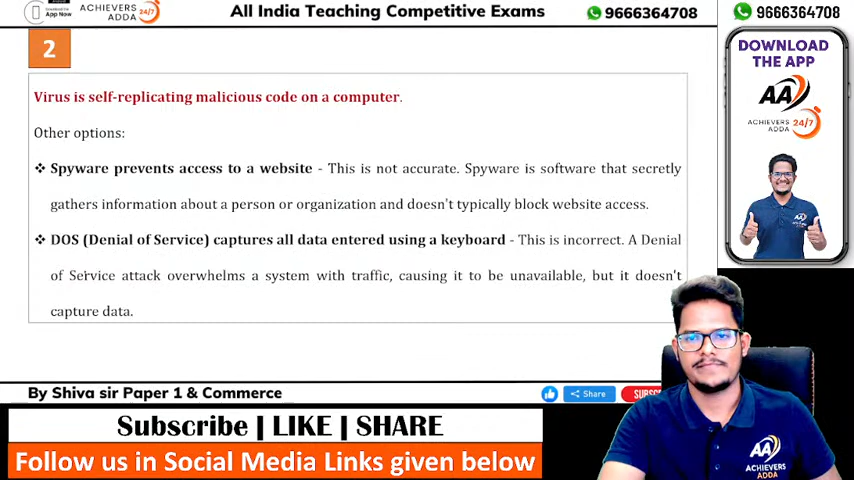 App Now
ACHIEVERS
ADDA 24/7
All India Teaching Competitive Exams
9666364708
9666364708
2
DOWNLOAD
THE APP
AA
ACHIEVERS
ADDA 24/7
AA
Virus is self-replicating malicious code on a computer.
Other options:
❖ Spyware prevents access to a website - This is not accurate. Spyware is software that secretly
gathers information about a person or organization and doesn't typically block website access.
❖ DOS (Denial of Service) captures all data entered using a keyboard - This is incorrect. A Denial
of Service attack overwhelms a system with traffic, causing it to be unavailable, but it doesn't
capture data.
By Shiva sir Paper 1 & Commerce
Share
SUBSC
Subscribe | LIKE | SHARE
Follow us in Social Media Links given below
AA
ACHIEVERS
ADDA